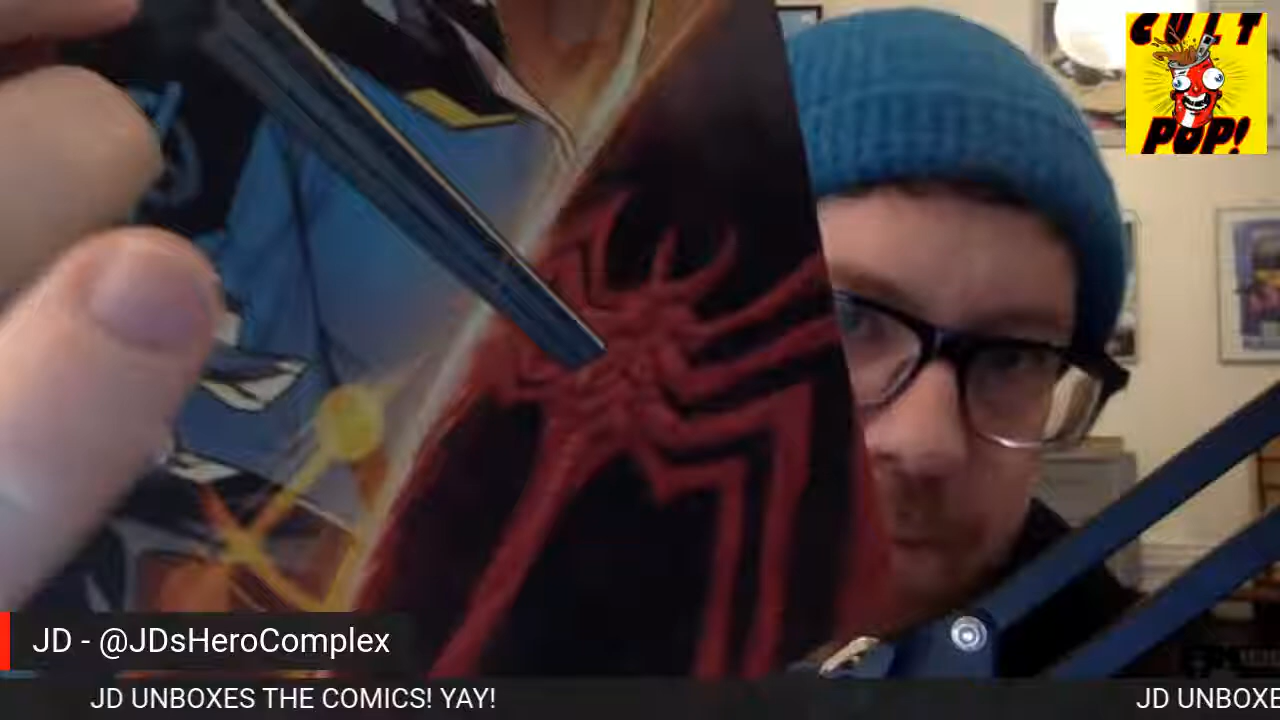 CULT
POP!
JD - @JDsHeroComplex
JD UNBOXES THE COMICS! YAY!
JD UNBOXE